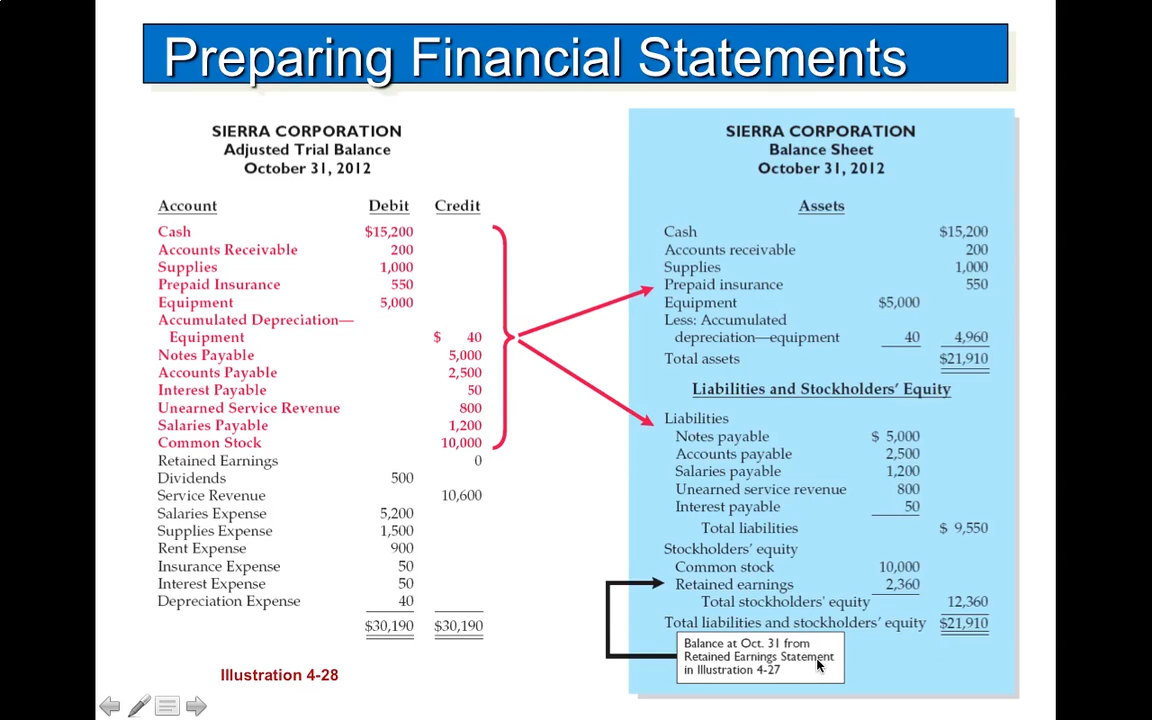 Preparing Financial Statements
SIERRA CORPORATION
Adjusted Trial Balance
October 31, 2012
Account Debit Credit
Cash $15,200
Accounts Receivable 200
Supplies 1,000
Prepaid Insurance 550
Equipment 5,000
Accumulated Depreciation—
Equipment $ 40
Notes Payable 5,000
Accounts Payable 2,500
Interest Payable 50
Unearned Service Revenue 800
Salaries Payable 1,200
Common Stock 10,000
Retained Earnings 0
Dividends 500
Service Revenue 10,600
Salaries Expense 5,200
Supplies Expense 1,500
Rent Expense 900
Insurance Expense 50
Interest Expense 50
Depreciation Expense 40
$30,190 $30,190
Illustration 4-28
SIERRA CORPORATION
Balance Sheet
October 31, 2012
Assets
Cash $15,200
Accounts receivable 200
Supplies 1,000
Prepaid insurance 550
Equipment $5,000
Less: Accumulated
depreciation—equipment 40 4,960
Total assets $21,910
Liabilities and Stockholders' Equity
Liabilities
Notes payable $ 5,000
Accounts payable 2,500
Salaries payable 1,200
Unearned service revenue 800
Interest payable 50
Total liabilities $ 9,550
Stockholders' equity
Common stock 10,000
Retained earnings 2,360
Total stockholders' equity 12,360
Total liabilities and stockholders' equity $21,910
Balance at Oct. 31 from
Retained Earnings Statement
in Illustration 4-27